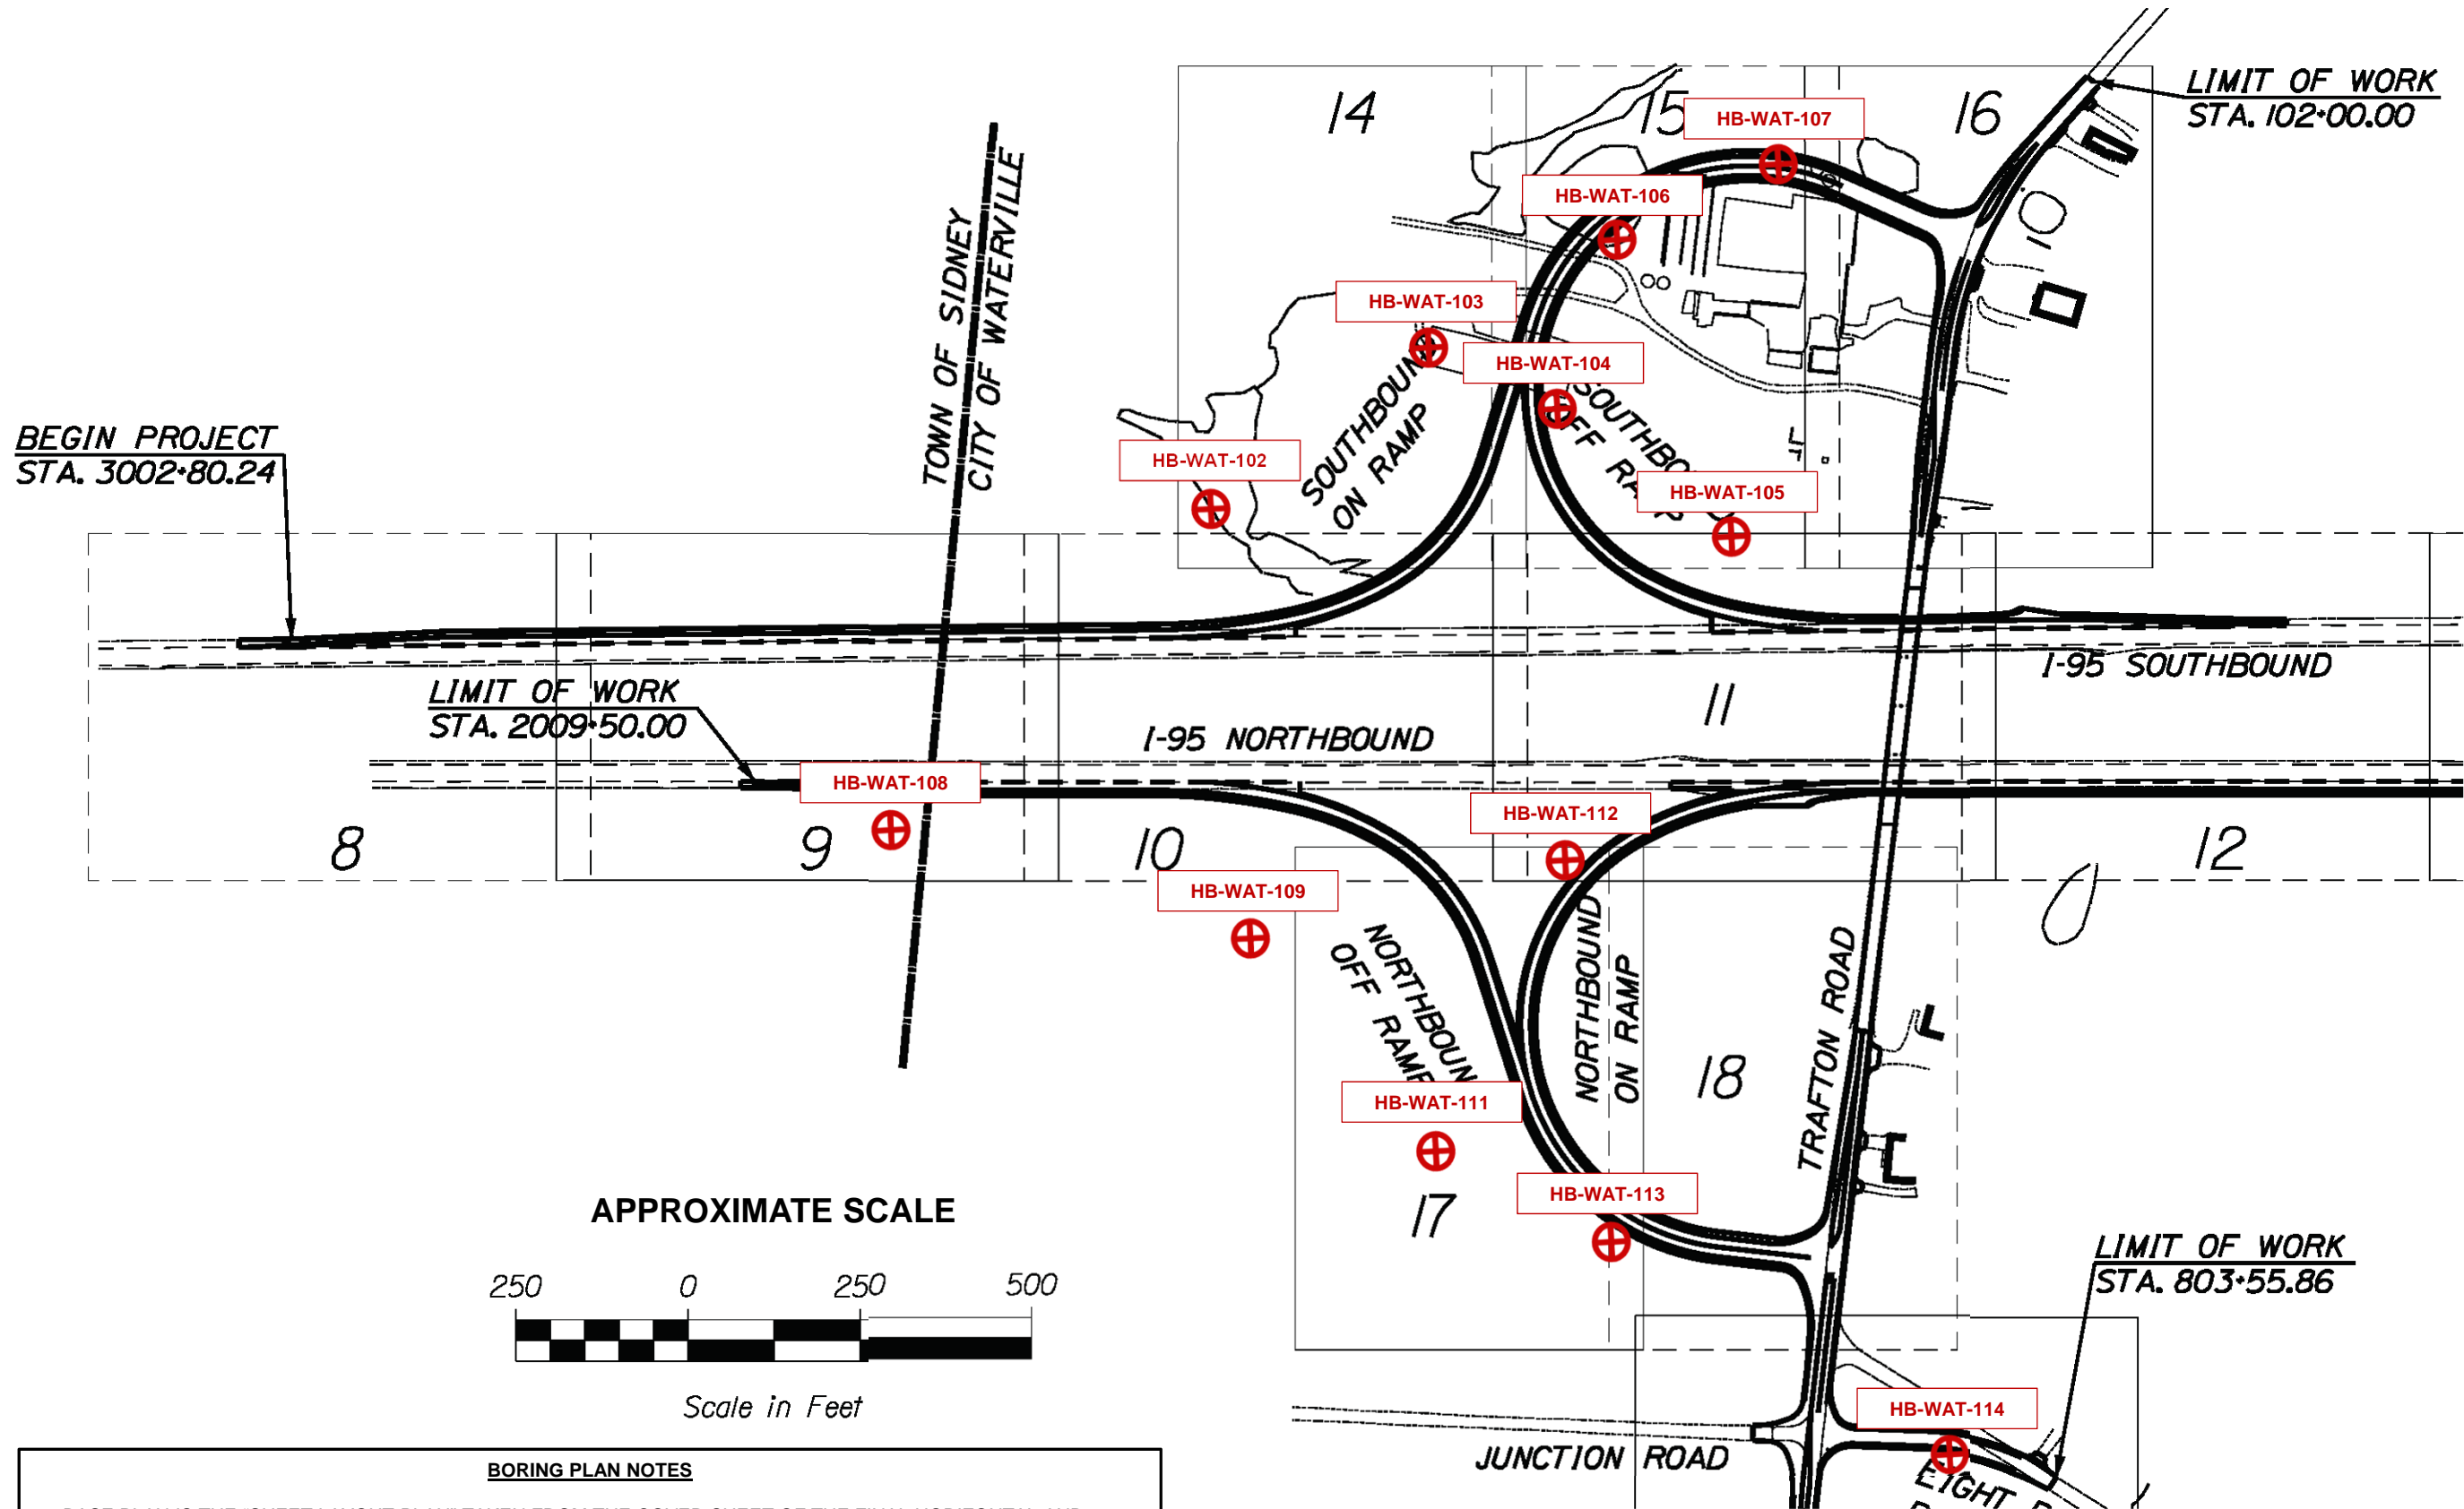 LIMIT OF WORK
STA. 102+00.00
14
15
16
HB-WAT-107
HB-WAT-106
HB-WAT-103
HB-WAT-104
HB-WAT-102
HB-WAT-105
TOWN OF SIDNEY
CITY OF WATERVILLE
SOUTHBOUND
ON RAMP
SOUTHBO
FF RA
BEGIN PROJECT
STA. 3002+80.24
I-95 SOUTHBOUND
LIMIT OF WORK
STA. 2009+50.00
I-95 NORTHBOUND
11
HB-WAT-108
HB-WAT-112
8
9
10
12
HB-WAT-109
NORTHBOUN
OFF RAMP
NORTHBOUND
ON RAMP
TRAFTON ROAD
18
HB-WAT-111
HB-WAT-113
17
APPROXIMATE SCALE
250 0 250 500
Scale in Feet
LIMIT OF WORK
STA. 803+55.86
HB-WAT-114
JUNCTION ROAD
EIGHT
BORING PLAN NOTES